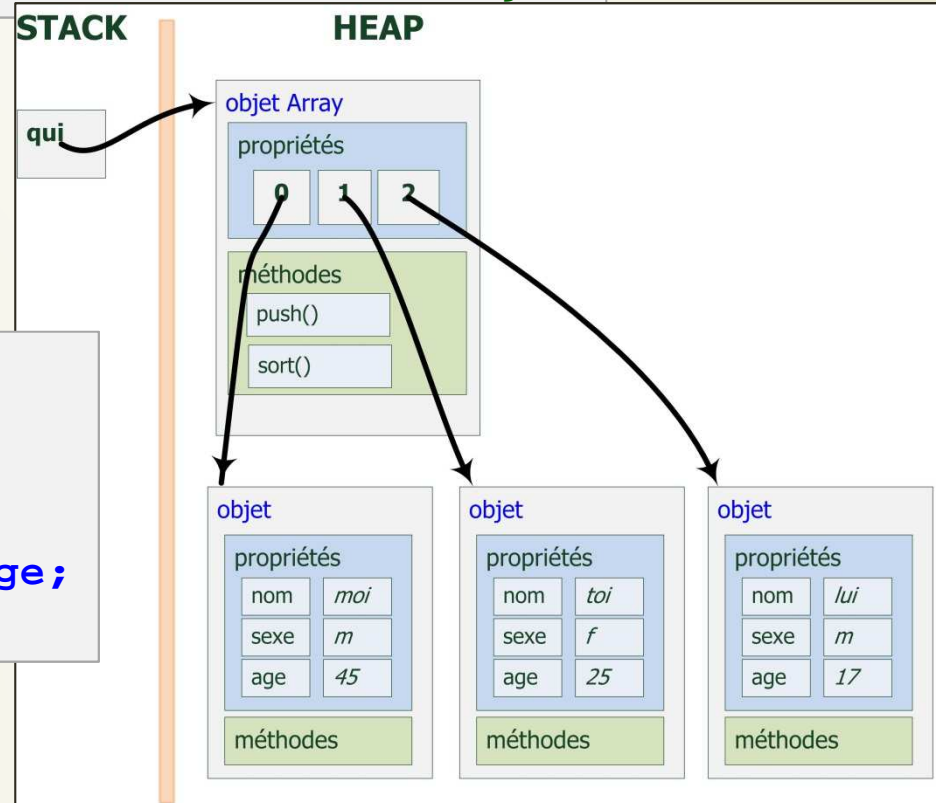 STACK
HEAP
qui
objet Array
propriétés
0 1 2
méthodes
push()
sort()
ge;
objet
propriétés
nom moi
sexe m
age 45
méthodes
objet
propriétés
nom toi
sexe f
age 25
méthodes
objet
propriétés
nom lui
sexe m
age 17
méthodes